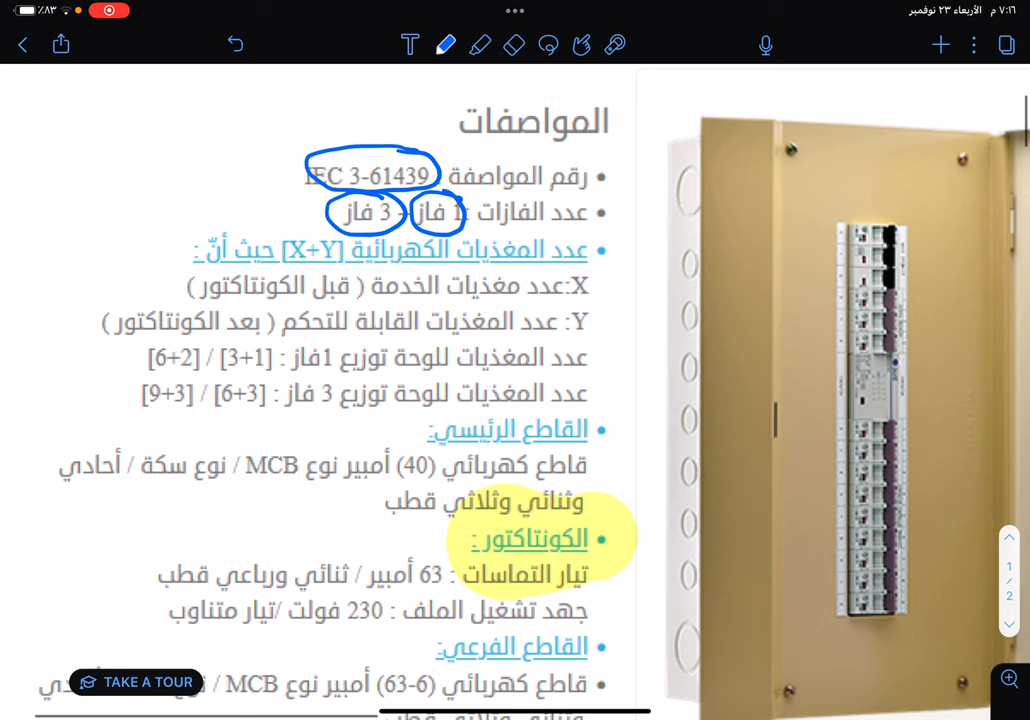 ٪٨٣
٧:١٦ م الأربعاء ٢٣ نوفمبر
المواصفات
• رقم المواصفة : IEC 3-61439
• عدد الفازات :1 فاز – 3 فاز
• عدد المغذيات الكهربائية [X+Y] حيث أنّ :
X:عدد مغذيات الخدمة ( قبل الكونتاكتور )
Y: عدد المغذيات القابلة للتحكم ( بعد الكونتاكتور )
عدد المغذيات للوحة توزيع 1فاز : [3+1] / [6+2]
عدد المغذيات للوحة توزيع 3 فاز : [6+3] / [9+3]
• القاطع الرئيسي:
قاطع كهربائي (40) أمبير نوع MCB / نوع سكة / أحادي
وثنائي وثلاثي قطب
• الكونتاكتور :
تيار التماسات : 63 أمبير / ثنائي ورباعي قطب
جهد تشغيل الملف : 230 فولت /تيار متناوب
• القاطع الفرعي:
• قاطع كهربائي (6-63) أمبير نوع MCB /
TAKE A TOUR
1
/
2